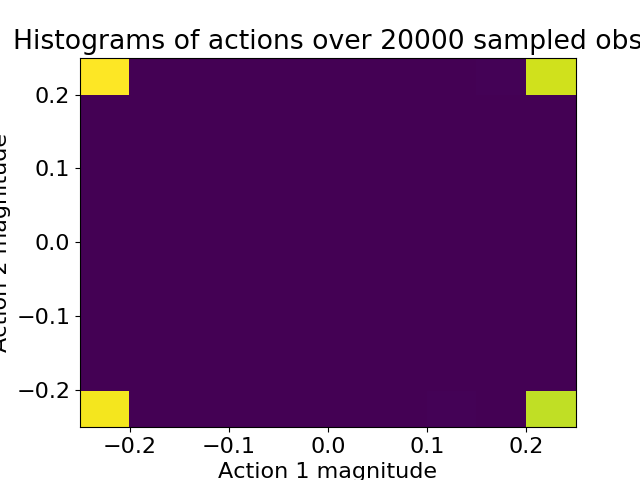 Histograms of actions over 20000 sampled obs
0.2
0.1
0.0
−0.1
−0.2
Action 2 magnitude
−0.2 −0.1 0.0 0.1 0.2
Action 1 magnitude